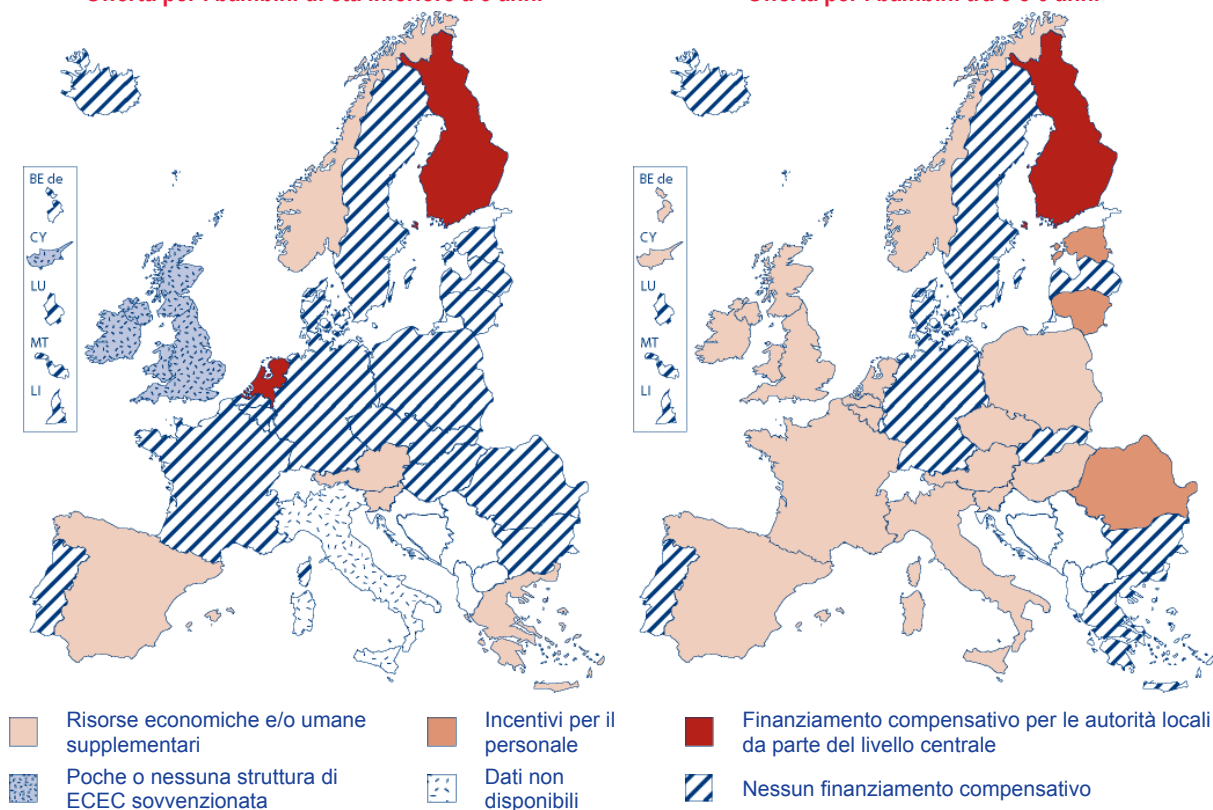 BE de
CY
LU
MT
LI
BE de
CY
LU
MT
LI
Risorse economiche e/o umane
supplementari
Incentivi per il
personale
Finanziamento compensativo per le autorità locali
da parte del livello centrale
Poche o nessuna struttura di
ECEC sovvenzionata
Dati non
disponibili
Nessun finanziamento compensativo